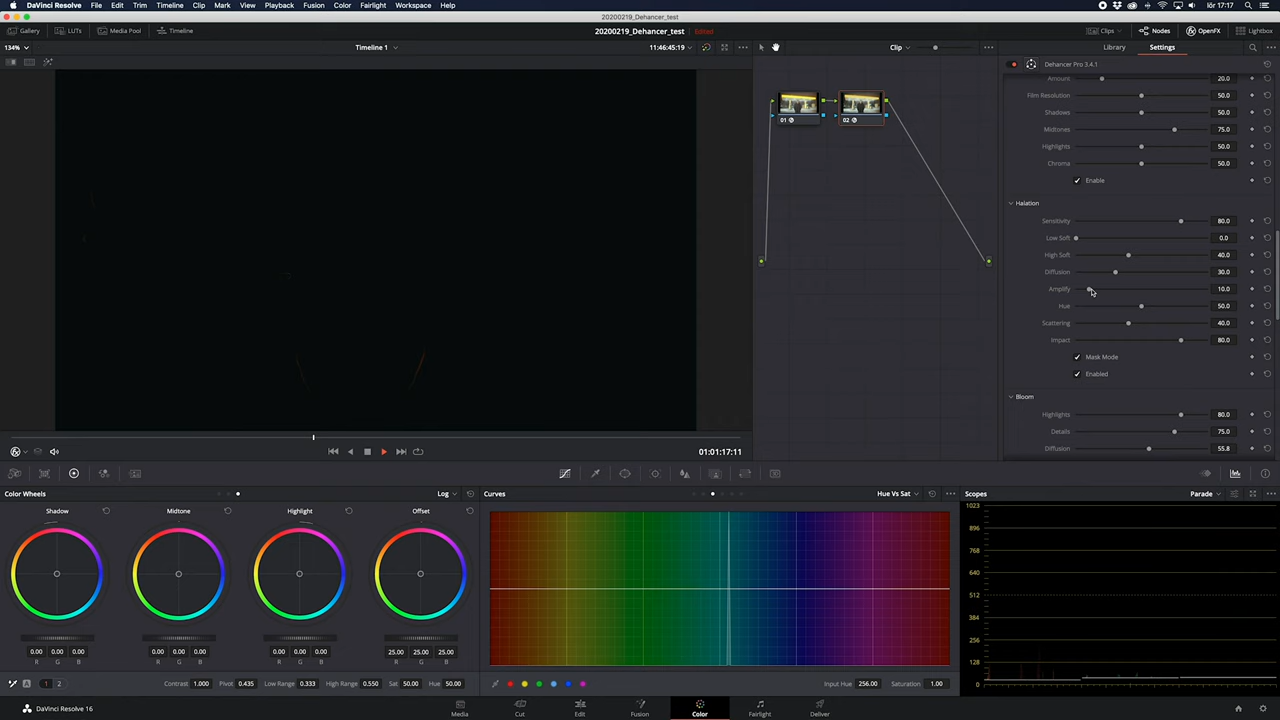 DaVinci Resolve File Edit Trim Timeline Clip Mark View Playback Fusion Color Fairlight Workspace Help lör 17:17
20200219_Dehancer_test
Gallery LUTs Media Pool Timeline 20200219_Dehancer_test Edited Clips Nodes OpenFX Lightbox
134% Timeline 1 11:46:45:19 Clip Library Settings
Dehancer Pro 3.4.1
Amount 20.0
Film Resolution 50.0
Shadows 50.0
Midtones 75.0
Highlights 50.0
Chroma 50.0
Enable
01 02
Halation
Sensitivity 80.0
Low Soft 0.0
High Soft 40.0
Diffusion 30.0
Amplify 10.0
Hue 50.0
Scattering 40.0
Impact 80.0
Mask Mode
Enabled
Bloom
Highlights 80.0
Details 75.0
Diffusion 55.8
01:01:17:11
Color Wheels Log Curves Hue Vs Sat Scopes Parade
Shadow Midtone Highlight Offset
1023
896
768
640
512
384
256
128
0
0.00 0.00 0.00 0.00 0.00 0.00 0.00 0.00 0.00 25.00 25.00 25.00
R G B R G B R G B R G B
A 1 2 Contrast 1.000 Pivot 0.435 Low Range 0.333 High Range 0.550 Sat 50.00 Hue 50.00 Input Hue 256.00 Saturation 1.00
DaVinci Resolve 16 Media Cut Edit Fusion Color Fairlight Deliver